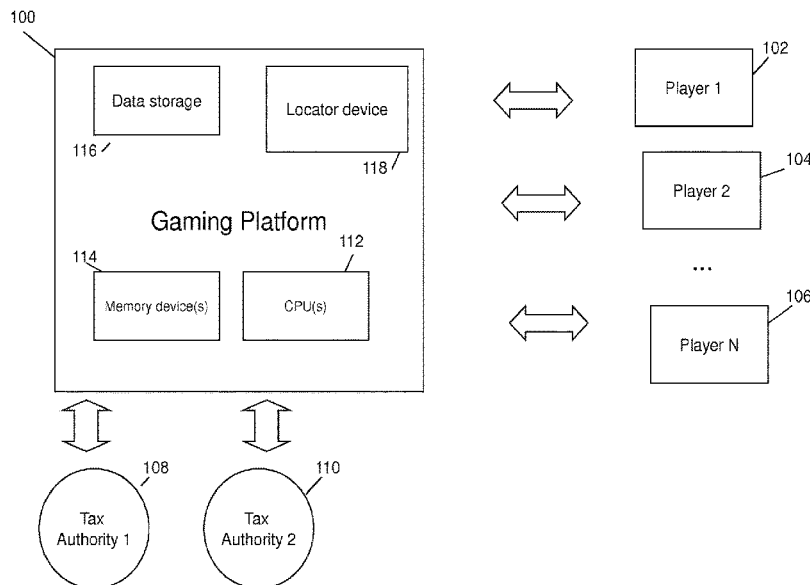 100
Data storage
116
Locator device
118
Gaming Platform
114
Memory device(s)
112
CPU(s)
102
Player 1
104
Player 2
...
106
Player N
108
Tax
Authority 1
110
Tax
Authority 2